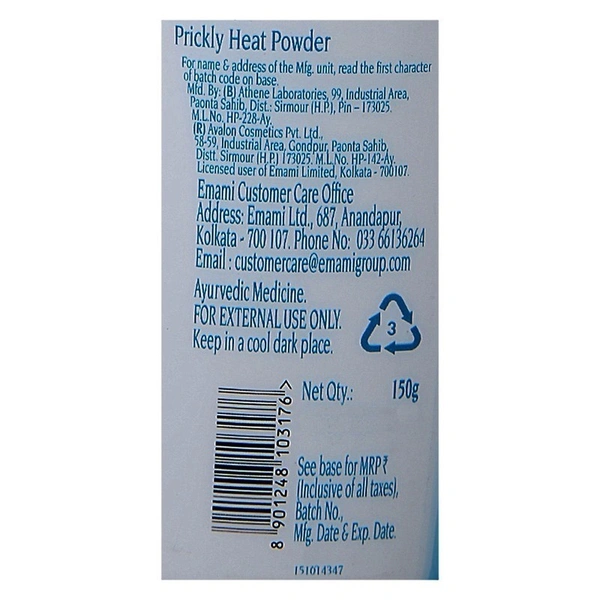 Prickly Heat Powder
For name & address of the Mfg. unit, read the first character
of batch code on base.
Mfd. By: (B) Athene Laboratories, 99, Industrial Area,
Paonta Sahib, Dist.: Sirmour (H.P.), Pin – 173025.
M.L.No. HP-228-Ay.
(R) Avalon Cosmetics Pvt. Ltd.,
58-59, Industrial Area, Gondpur, Paonta Sahib,
Distt. Sirmour (H.P.) 173025. M.L.No. HP-142-Ay.
Licensed user of Emami Limited, Kolkata - 700107.
Emami Customer Care Office
Address: Emami Ltd., 687, Anandapur,
Kolkata - 700 107. Phone No: 033 66136264
Email : customercare@emamigroup.com
Ayurvedic Medicine.
FOR EXTERNAL USE ONLY.
Keep in a cool dark place.
3
Net Qty.: 150g
8 901248 103176 >
See base for MRP ₹
(Inclusive of all taxes),
Batch No.,
Mfg. Date & Exp. Date.
151014347